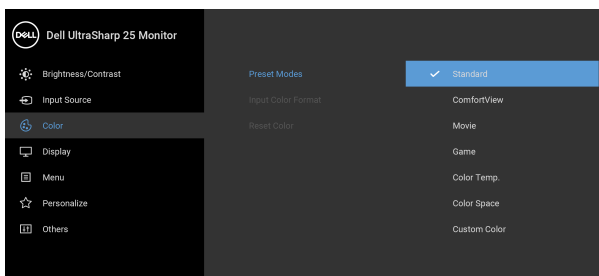 DELL Dell UltraSharp 25 Monitor
Brightness/Contrast Preset Modes Standard
Input Source Input Color Format ComfortView
Color Reset Color Movie
Display Game
Menu Color Temp.
Personalize Color Space
Others Custom Color